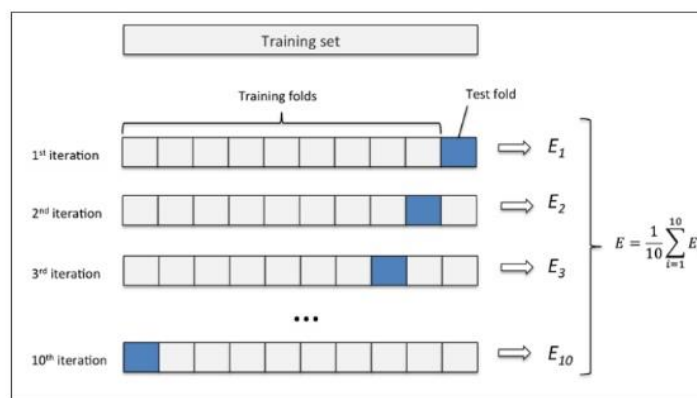 Training set
Training folds
Test fold
1st iteration
E1
2nd iteration
E2
E = 1/10 10∑i=1 E
3rd iteration
E3
...
10th iteration
E10